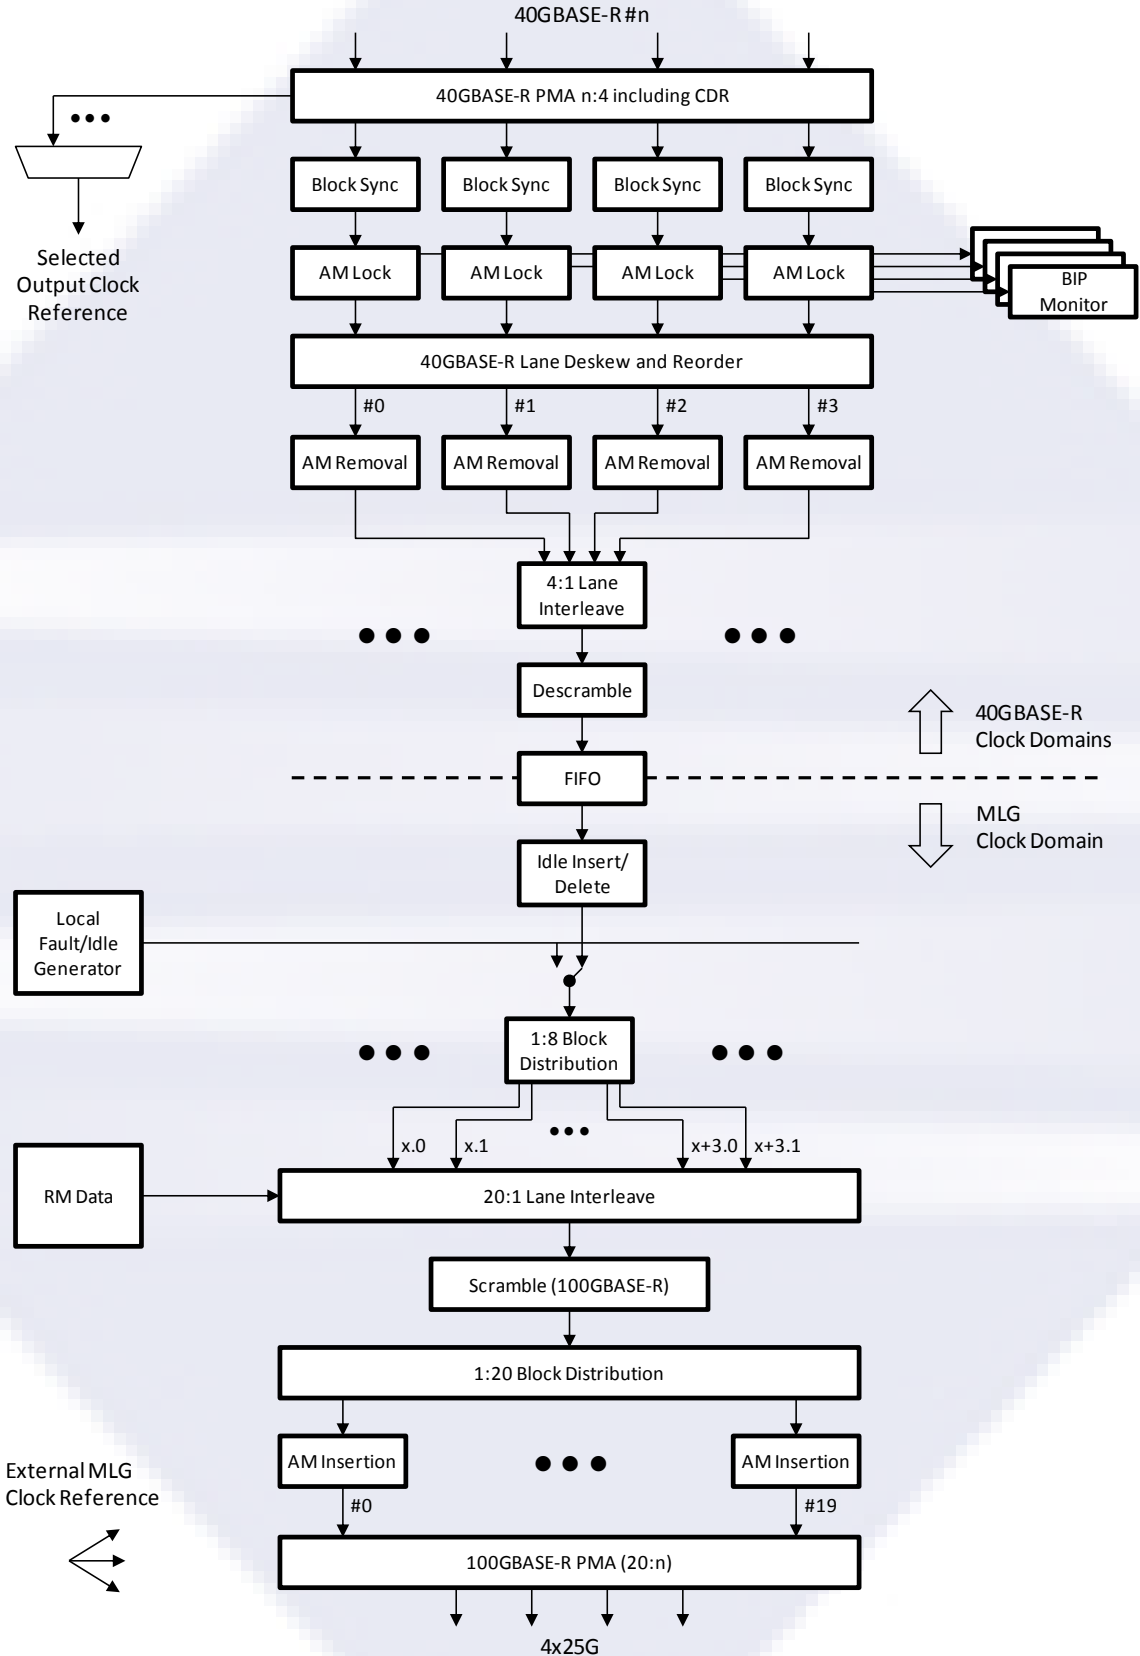 40GBASE-R #n
40GBASE-R PMA n:4 including CDR
Block Sync
Block Sync
Block Sync
Block Sync
Selected
Output Clock
Reference
AM Lock
AM Lock
AM Lock
AM Lock
BIP
Monitor
40GBASE-R Lane Deskew and Reorder
#0
#1
#2
#3
AM Removal
AM Removal
AM Removal
AM Removal
4:1 Lane
Interleave
Descramble
40GBASE-R
Clock Domains
FIFO
MLG
Clock Domain
Idle Insert/
Delete
Local
Fault/Idle
Generator
1:8 Block
Distribution
x.0
x.1
x+3.0
x+3.1
RM Data
20:1 Lane Interleave
Scramble (100GBASE-R)
1:20 Block Distribution
AM Insertion
AM Insertion
External MLG
Clock Reference
#0
#19
100GBASE-R PMA (20:n)
4x25G